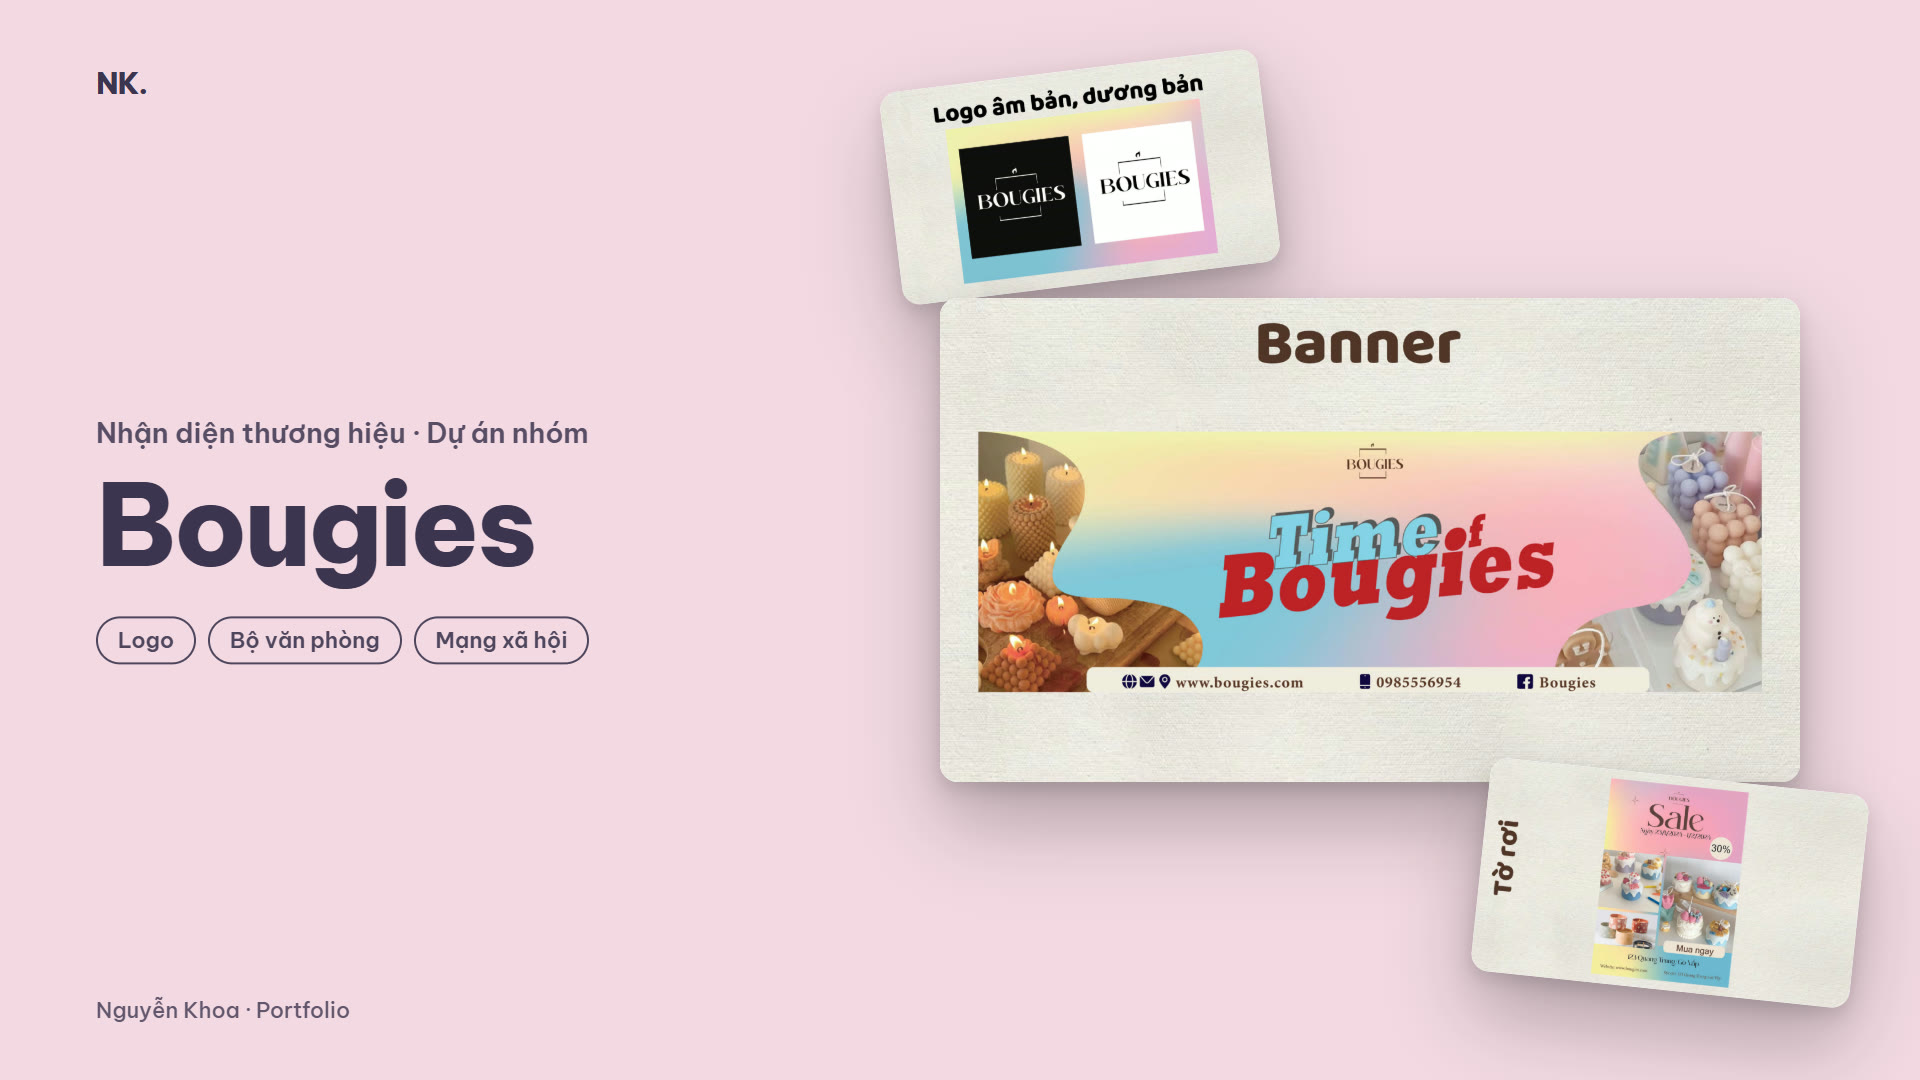 NK.
Nhận diện thương hiệu · Dự án nhóm
Bougies
Logo
Bộ văn phòng
Mạng xã hội
Nguyễn Khoa · Portfolio
Logo âm bản, dương bản
BOUGIES
BOUGIES
Banner
BOUGIES
Time of
Bougies
www.bougies.com
0985556954
Bougies
Tờ rơi
BOUGIES
Sale
30%
Mua ngay